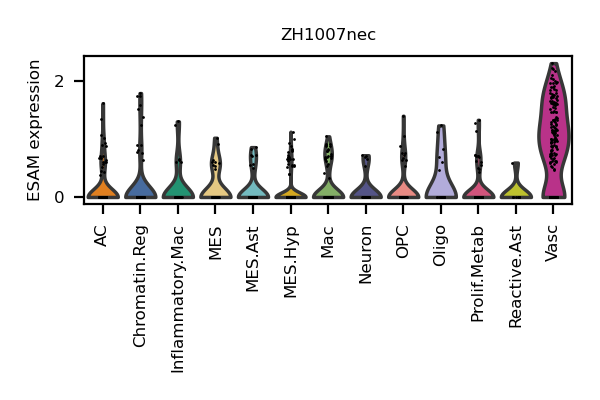 ZH1007nec
ESAM expression
2
0
AC
Chromatin.Reg
Inflammatory.Mac
MES
MES.Ast
MES.Hyp
Mac
Neuron
OPC
Oligo
Prolif.Metab
Reactive.Ast
Vasc